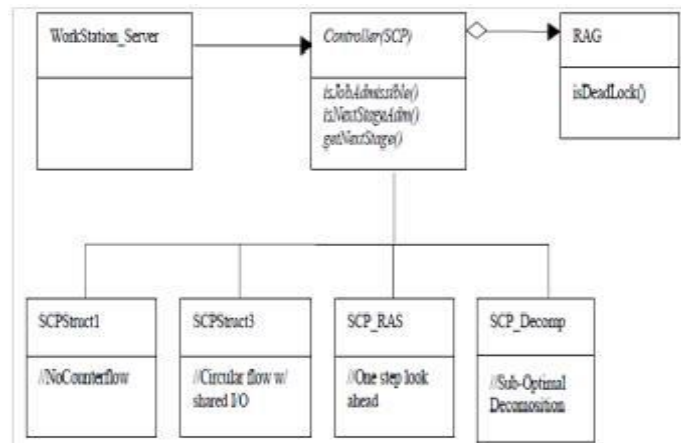 WorkStation_Server
Controller(SCP)
RAG
isJobAdmissible()
isNextStageAdm()
getNextStage()
isDeadLock()
SCPStruct1
SCPStruct3
SCP_RAS
SCP_Decomp
//NoCounterflow
//Circular flow w/
shared I/O
//One step look
ahead
//Sub-Optimal
Decomosition